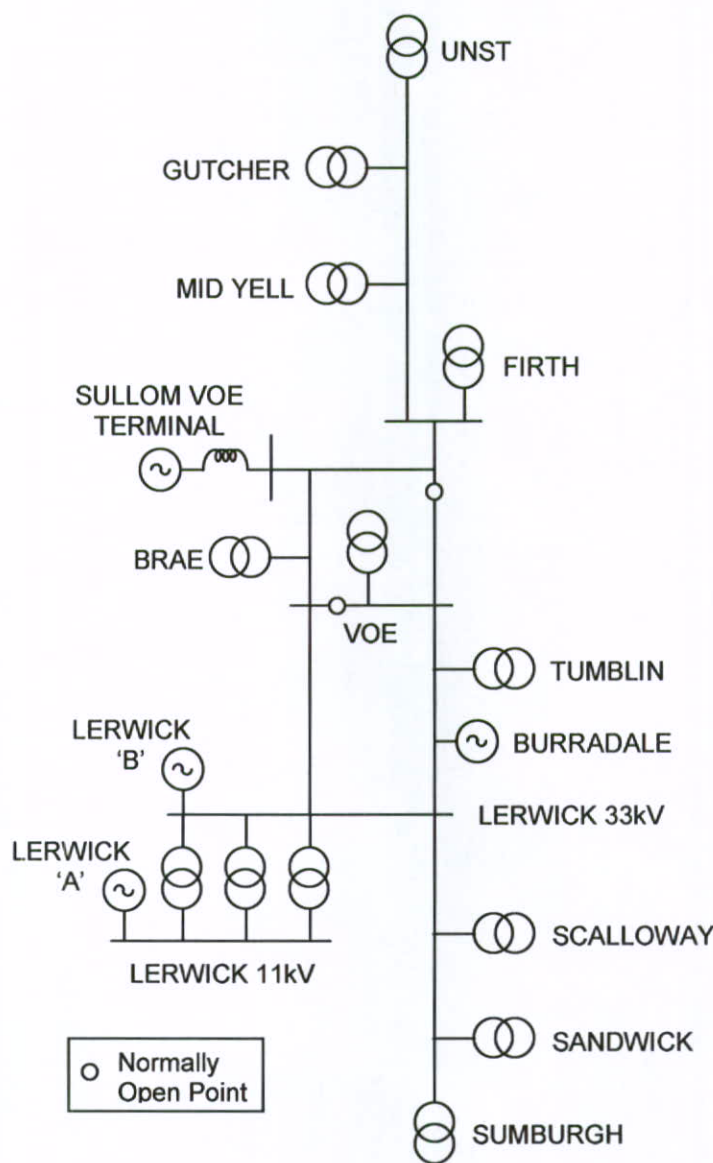 UNST
GUTCHER
MID YELL
FIRTH
SULLOM VOE
TERMINAL
BRAE
VOE
TUMBLIN
LERWICK
'B'
BURRADALE
LERWICK 33kV
LERWICK
'A'
SCALLOWAY
LERWICK 11kV
SANDWICK
Normally
Open Point
SUMBURGH